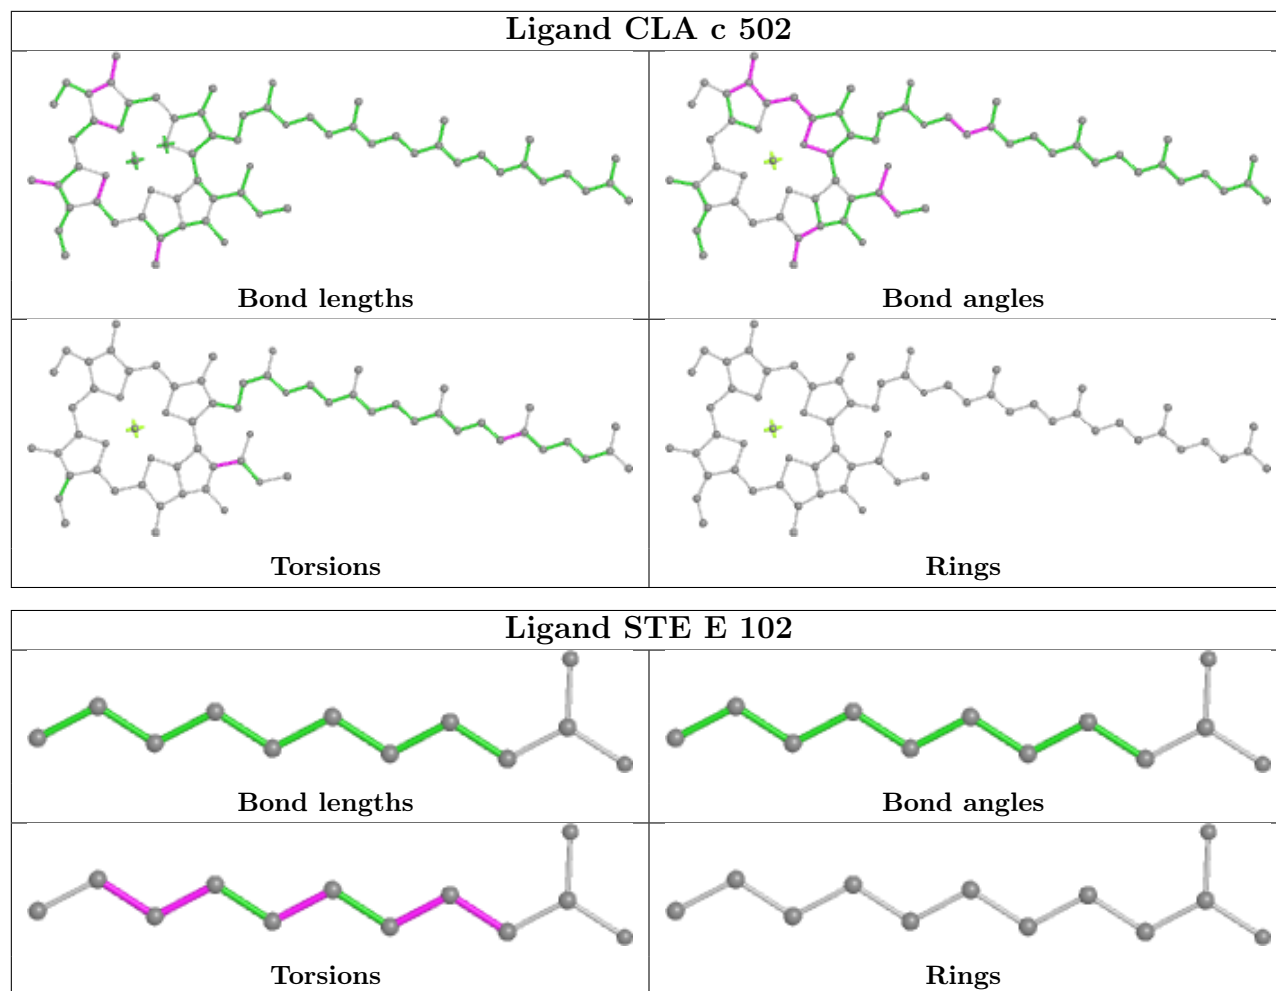 Ligand CLA c 502
Bond lengths
Bond angles
Torsions
Rings
Ligand STE E 102
Bond lengths
Bond angles
Torsions
Rings